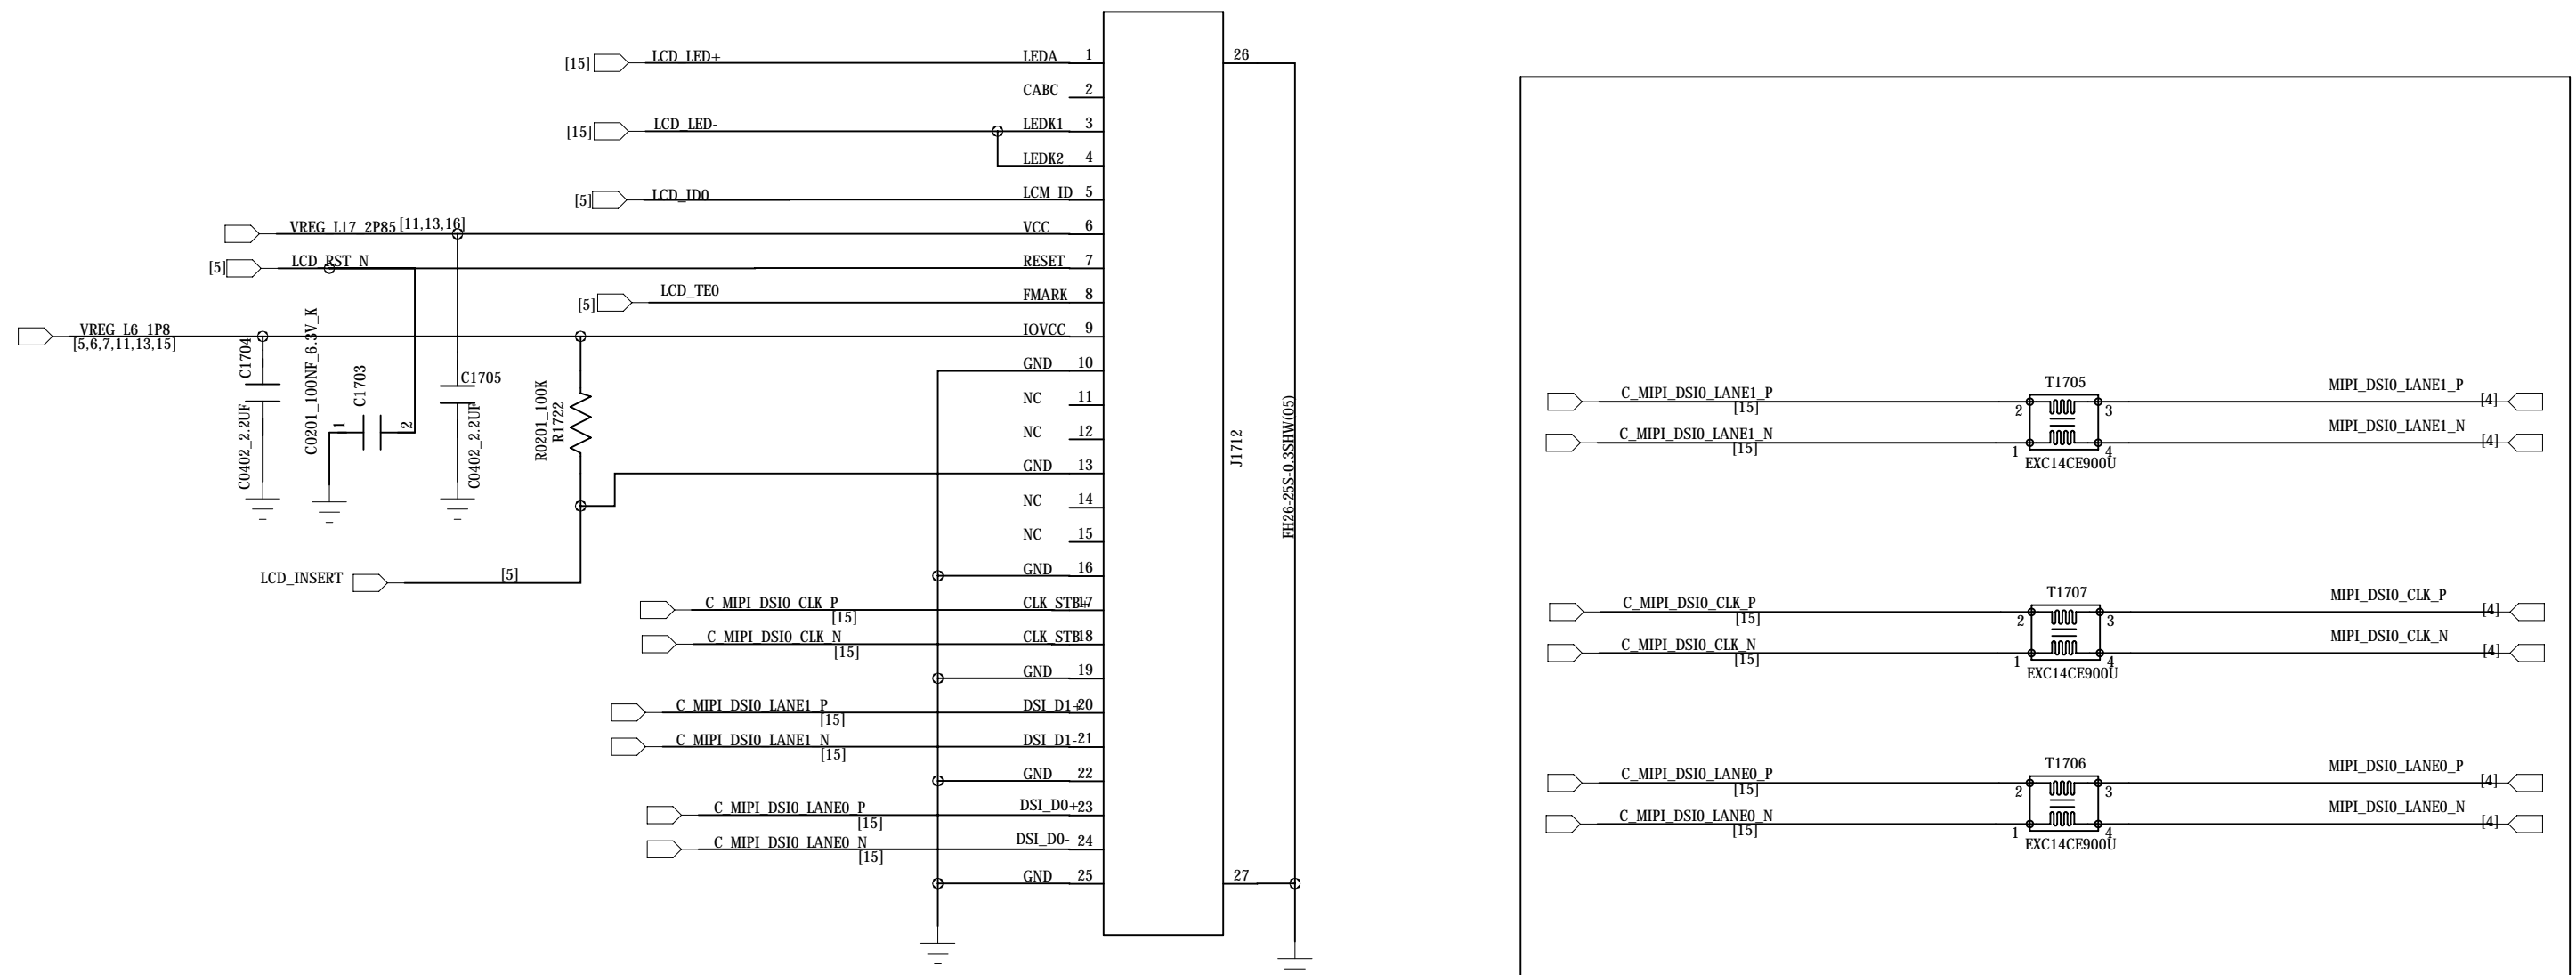 [15] LCD_LED+ LEDA 1
26
CABC 2
[15] LCD_LED- LEDK1 3
LEDK2 4
[5] LCD_ID0 LCM_ID 5
VREG_L17_2P85 [11,13,16] VCC 6
[5] LCD_RST_N RESET 7
[5] LCD_TE0 FMARK 8
VREG_L6_1P8 IOVCC 9
[5,6,7,11,13,15]
GND 10
NC 11
NC 12
GND 13
NC 14
NC 15
GND 16
C1704
C0402_2.2UF
C0201_100NF_6.3V_K
C1703
1 2
C1705
C0402_2.2UF
R0201_100K
R1722
LCD_INSERT [5]
C_MIPI_DSI0_CLK_P CLK_STB+ 17
[15]
C_MIPI_DSI0_CLK_N CLK_STB- 18
[15]
GND 19
C_MIPI_DSI0_LANE1_P DSI_D1+ 20
[15]
C_MIPI_DSI0_LANE1_N DSI_D1- 21
[15]
GND 22
C_MIPI_DSI0_LANE0_P DSI_D0+ 23
[15]
C_MIPI_DSI0_LANE0_N DSI_D0- 24
[15]
GND 25
27
J1712
FH26-25S-0.3SHW(05)
T1705
C_MIPI_DSI0_LANE1_P MIPI_DSI0_LANE1_P
[15] 2 3 [4]
C_MIPI_DSI0_LANE1_N MIPI_DSI0_LANE1_N
[15] 1 4 [4]
EXC14CE900U
T1707
C_MIPI_DSI0_CLK_P MIPI_DSI0_CLK_P
[15] 2 3 [4]
C_MIPI_DSI0_CLK_N MIPI_DSI0_CLK_N
[15] 1 4 [4]
EXC14CE900U
T1706
C_MIPI_DSI0_LANE0_P MIPI_DSI0_LANE0_P
[15] 2 3 [4]
C_MIPI_DSI0_LANE0_N MIPI_DSI0_LANE0_N
[15] 1 4 [4]
EXC14CE900U